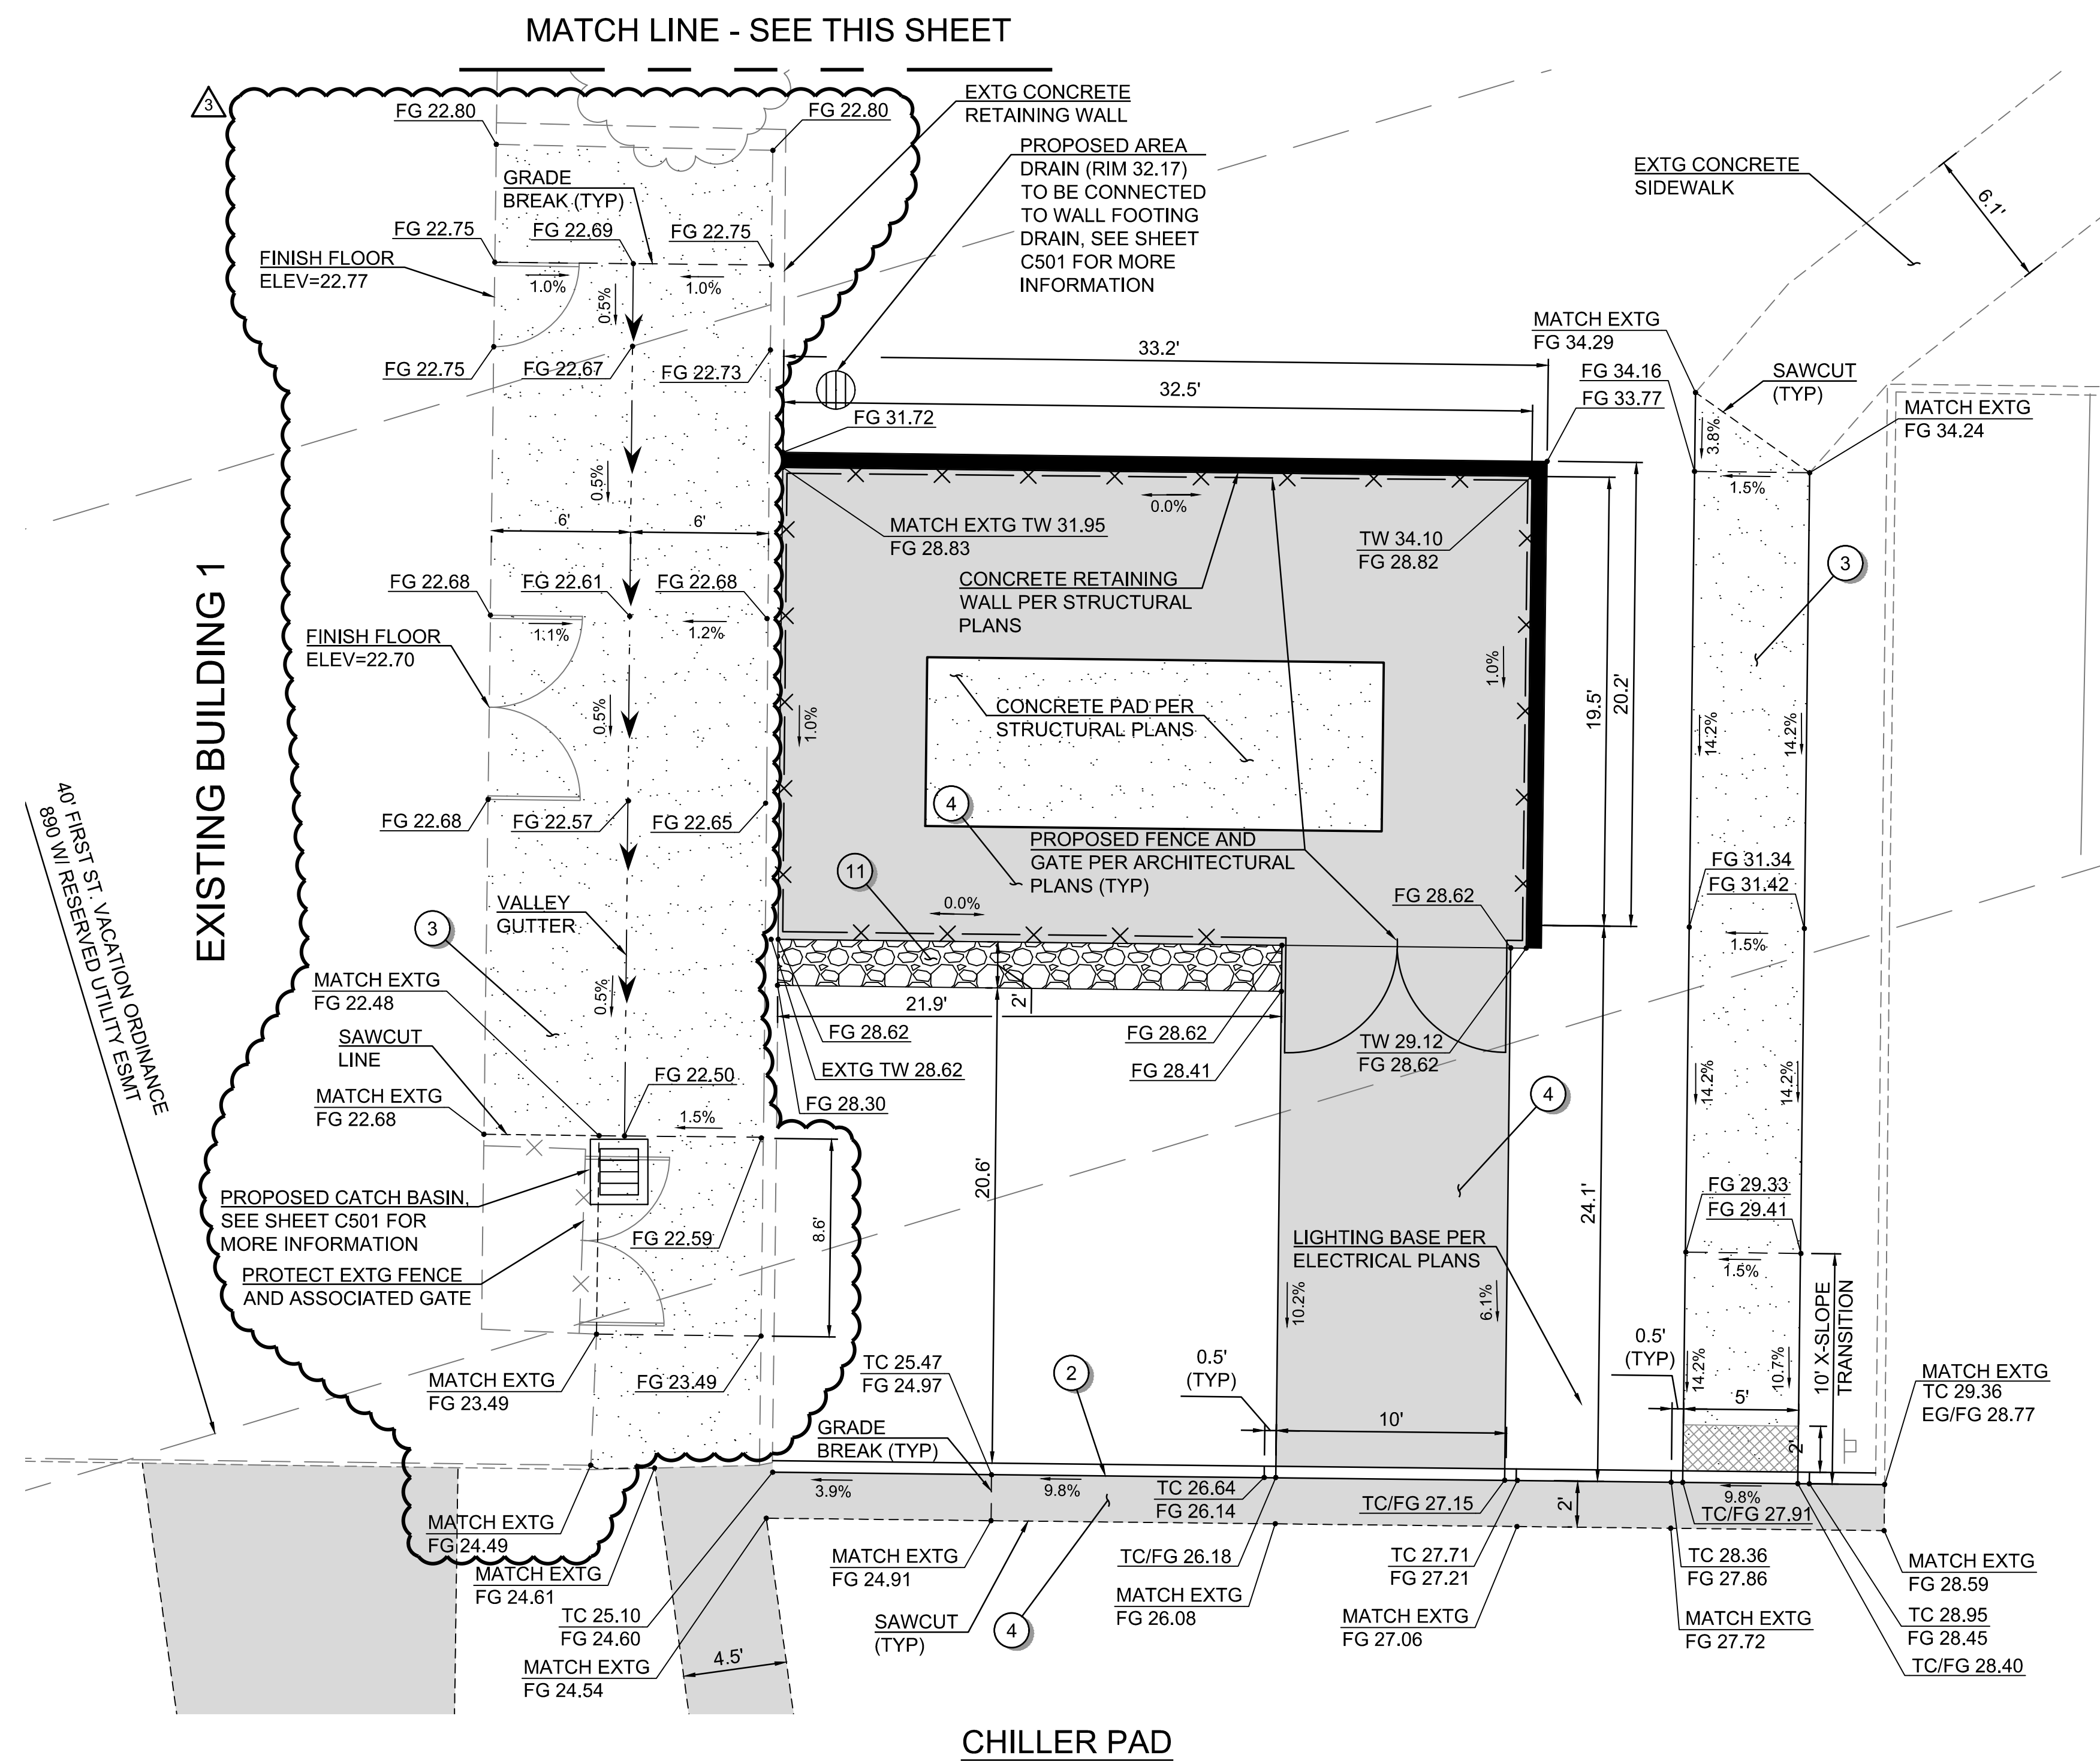 MATCH LINE - SEE THIS SHEET
3
FG 22.80
FG 22.80
EXTG CONCRETE
RETAINING WALL
PROPOSED AREA
DRAIN (RIM 32.17)
TO BE CONNECTED
TO WALL FOOTING
DRAIN, SEE SHEET
C501 FOR MORE
INFORMATION
EXTG CONCRETE
SIDEWALK
6.1'
GRADE
BREAK (TYP)
FG 22.75
FG 22.69
FG 22.75
FINISH FLOOR
ELEV=22.77
1.0%
1.0%
0.5%
FG 22.75
FG 22.67
FG 22.73
33.2'
32.5'
FG 31.72
MATCH EXTG
FG 34.29
FG 34.16
FG 33.77
SAWCUT
(TYP)
MATCH EXTG
FG 34.24
3.8%
1.5%
0.5%
6'
6'
0.0%
MATCH EXTG TW 31.95
FG 28.83
TW 34.10
FG 28.82
CONCRETE RETAINING
WALL PER STRUCTURAL
PLANS
3
EXISTING BUILDING 1
FG 22.68
FG 22.61
FG 22.68
1.1%
1.2%
FINISH FLOOR
ELEV=22.70
0.5%
1.0%
1.0%
19.5'
20.2'
14.2%
14.2%
CONCRETE PAD PER
STRUCTURAL PLANS
40' FIRST ST. VACATION ORDINANCE
890 W/ RESERVED UTILITY ESMT
FG 22.68
FG 22.57
FG 22.65
4
PROPOSED FENCE AND
GATE PER ARCHITECTURAL
PLANS (TYP)
11
FG 31.34
FG 31.42
1.5%
VALLEY
GUTTER
3
0.0%
FG 28.62
MATCH EXTG
FG 22.48
0.5%
21.9'
2'
SAWCUT
LINE
FG 28.62
FG 28.62
TW 29.12
FG 28.62
EXTG TW 28.62
FG 28.41
FG 22.50
MATCH EXTG
FG 22.68
FG 28.30
1.5%
14.2%
14.2%
4
PROPOSED CATCH BASIN,
SEE SHEET C501 FOR
MORE INFORMATION
FG 22.59
8.6'
20.6'
24.1'
FG 29.33
FG 29.41
1.5%
PROTECT EXTG FENCE
AND ASSOCIATED GATE
LIGHTING BASE PER
ELECTRICAL PLANS
10.2%
6.1%
10' X-SLOPE
TRANSITION
MATCH EXTG
FG 23.49
FG 23.49
TC 25.47
FG 24.97
2
0.5'
(TYP)
10'
0.5'
(TYP)
14.2%
10.7%
5'
2'
MATCH EXTG
TC 29.36
EG/FG 28.77
GRADE
BREAK (TYP)
3.9%
9.8%
TC 26.64
FG 26.14
TC/FG 27.15
2'
9.8%
TC/FG 27.91
MATCH EXTG
FG 24.49
MATCH EXTG
FG 24.61
TC 25.10
FG 24.60
MATCH EXTG
FG 24.54
4.5'
MATCH EXTG
FG 24.91
SAWCUT
(TYP)
4
TC/FG 26.18
MATCH EXTG
FG 26.08
TC 27.71
FG 27.21
MATCH EXTG
FG 27.06
TC 28.36
FG 27.86
MATCH EXTG
FG 27.72
MATCH EXTG
FG 28.59
TC 28.95
FG 28.45
TC/FG 28.40
CHILLER PAD